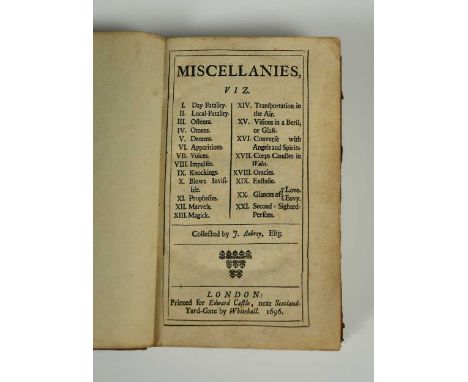 MISCELLANIES,
VIZ.
I. Day-Fatality.
II. Local-Fatality.
III. Ostenta.
IV. Omens.
V. Dreams.
VI. Apparitions.
VII. Voices.
VIII. Impulses.
IX. Knockings.
X. Blows Invisi-
ble.
XI. Prophesies.
XII. Marvels.
XIII. Magick.
XIV. Transportation in
the Air.
XV. Visions in a Beril,
or Glass.
XVI. Converse with
Angels and Spirits.
XVII. Corps-Candles in
Wales.
XVIII. Oracles.
XIX. Exstasie.
XX. Glances of { Love.
Envy.
XXI. Second-Sighted-
Persons.
Collected by J. Aubrey, Esq;
LONDON:
Printed for Edward Castle, next Scotland-
Yard-Gate by Whitehall. 1696.